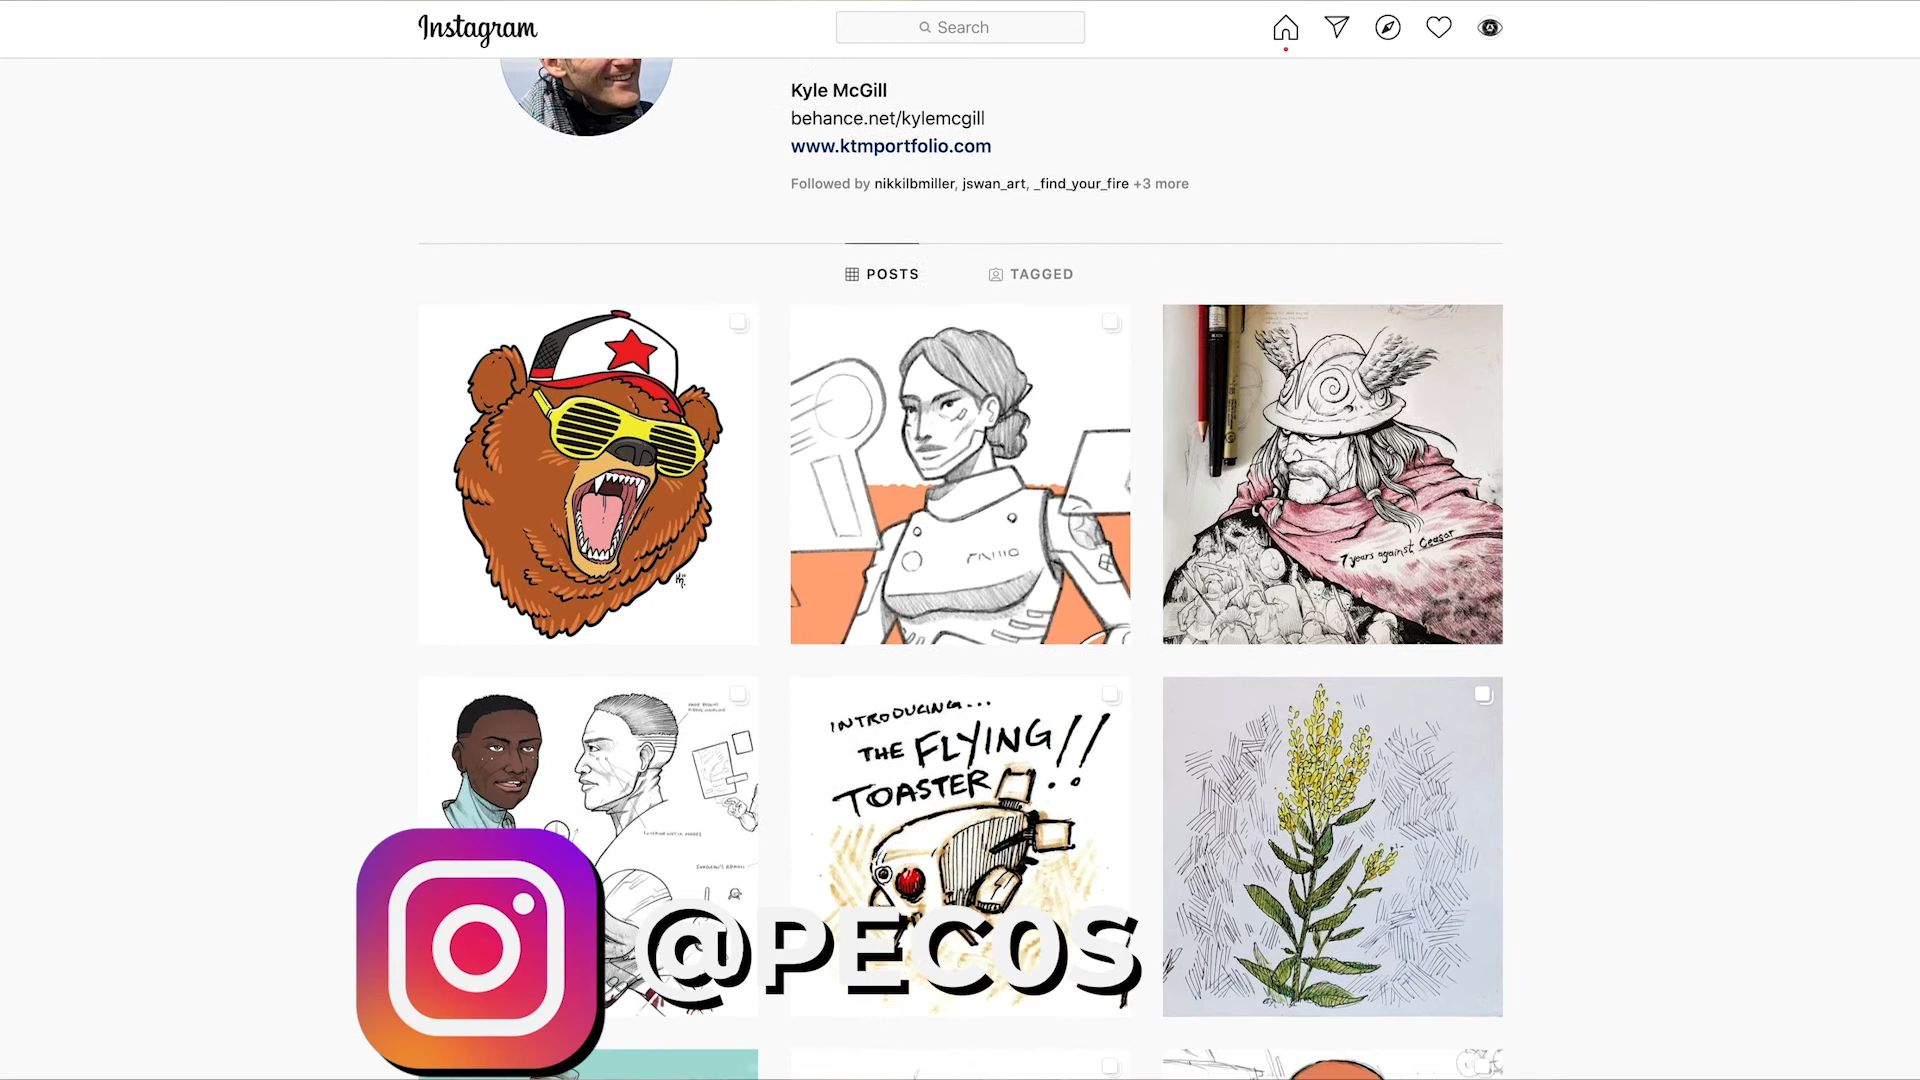 Instagram
Search
Kyle McGill
behance.net/kylemcgill
www.ktmportfolio.com
Followed by nikkilbmiller, jswan_art, _find_your_fire +3 more
POSTS
TAGGED
7 years against Ceasar
INTRODUCING...
THE FLYING!!
TOASTER
@PECOS